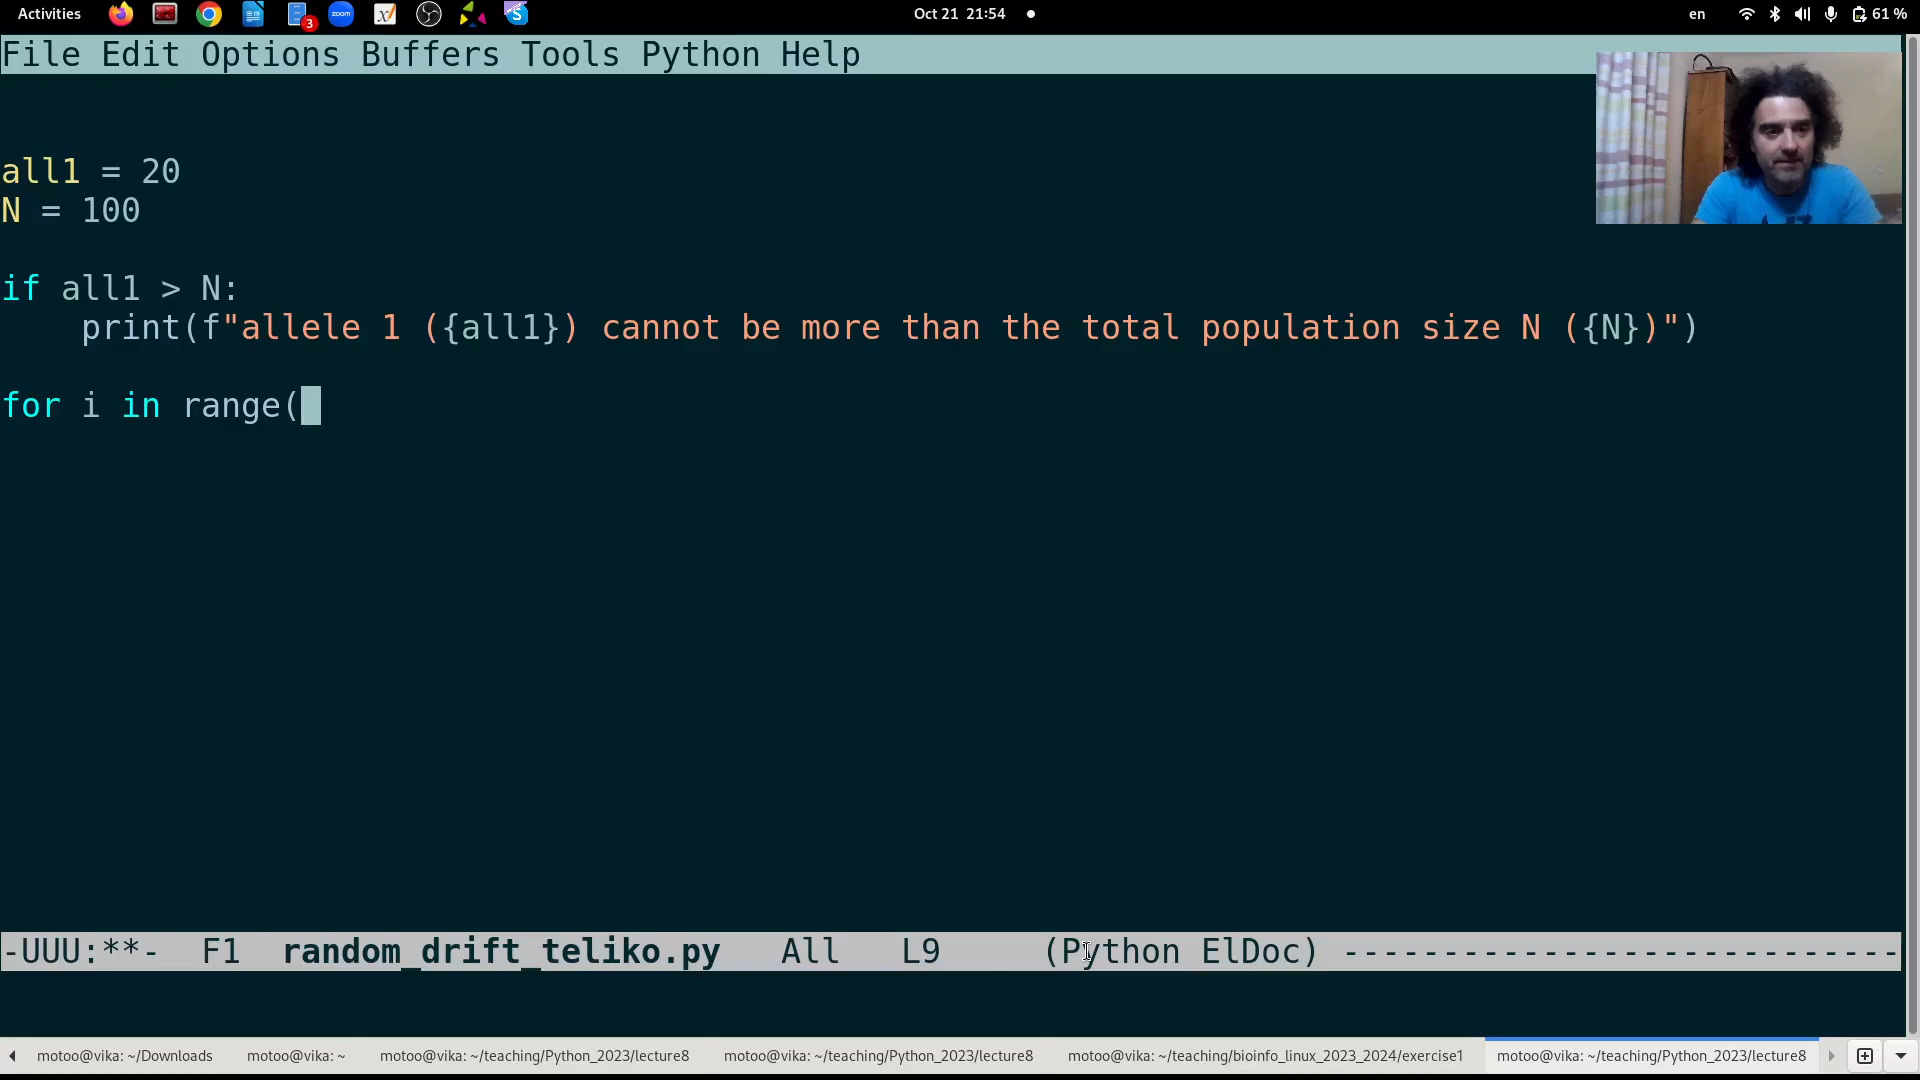 Activities
3
zoom
Oct 21 21:54
en
61 %
File Edit Options Buffers Tools Python Help
all1 = 20
N = 100
if all1 > N:
print(f"allele 1 ({all1}) cannot be more than the total population size N ({N})")
for i in range(
-UUU:**- F1 random_drift_teliko.py All L9 (Python ElDoc) ----------------------------
motoo@vika: ~/Downloads
motoo@vika: ~
motoo@vika: ~/teaching/Python_2023/lecture8
motoo@vika: ~/teaching/Python_2023/lecture8
motoo@vika: ~/teaching/bioinfo_linux_2023_2024/exercise1
motoo@vika: ~/teaching/Python_2023/lecture8